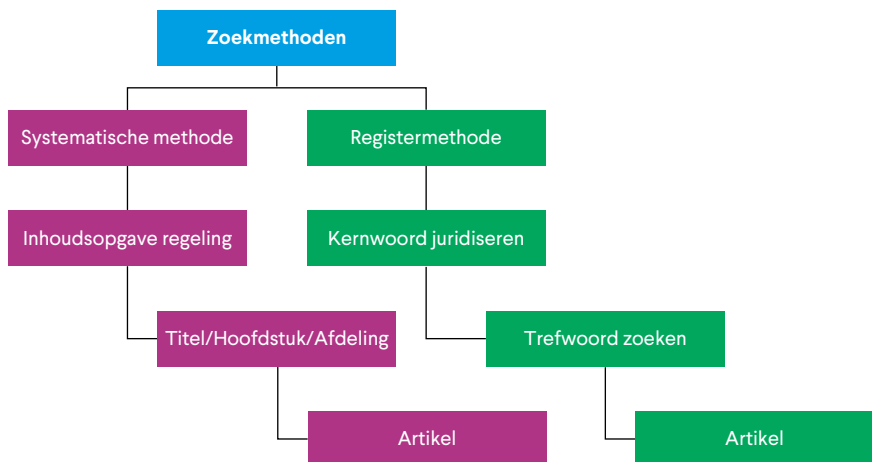 Zoekmethoden
Systematische methode
Registermethode
Inhoudsopgave regeling
Kernwoord juridiseren
Titel/Hoofdstuk/Afdeling
Trefwoord zoeken
Artikel
Artikel